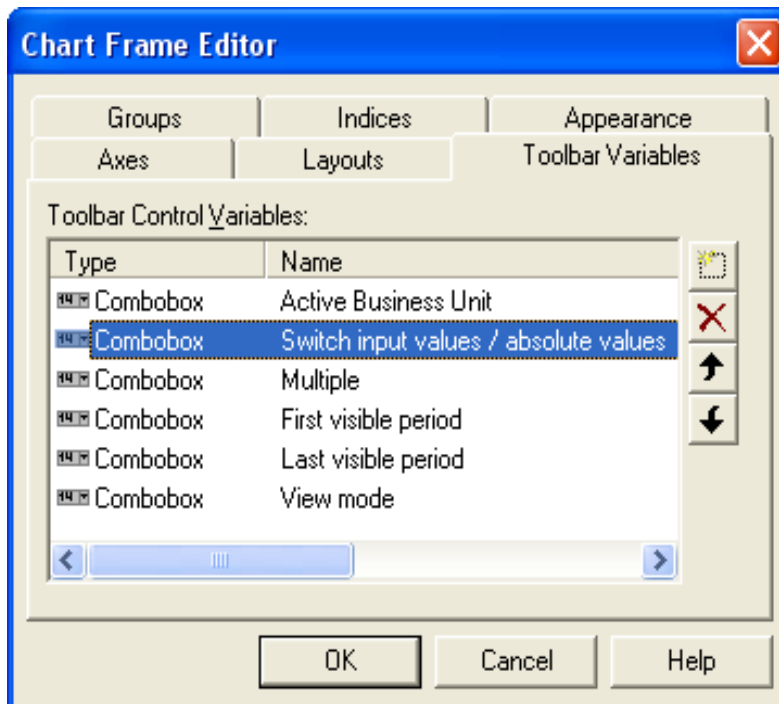 Chart Frame Editor
Groups Indices Appearance
Axes Layouts Toolbar Variables
Toolbar Control Variables:
Type Name
Combobox Active Business Unit
Combobox Switch input values / absolute values
Combobox Multiple
Combobox First visible period
Combobox Last visible period
Combobox View mode
OK Cancel Help